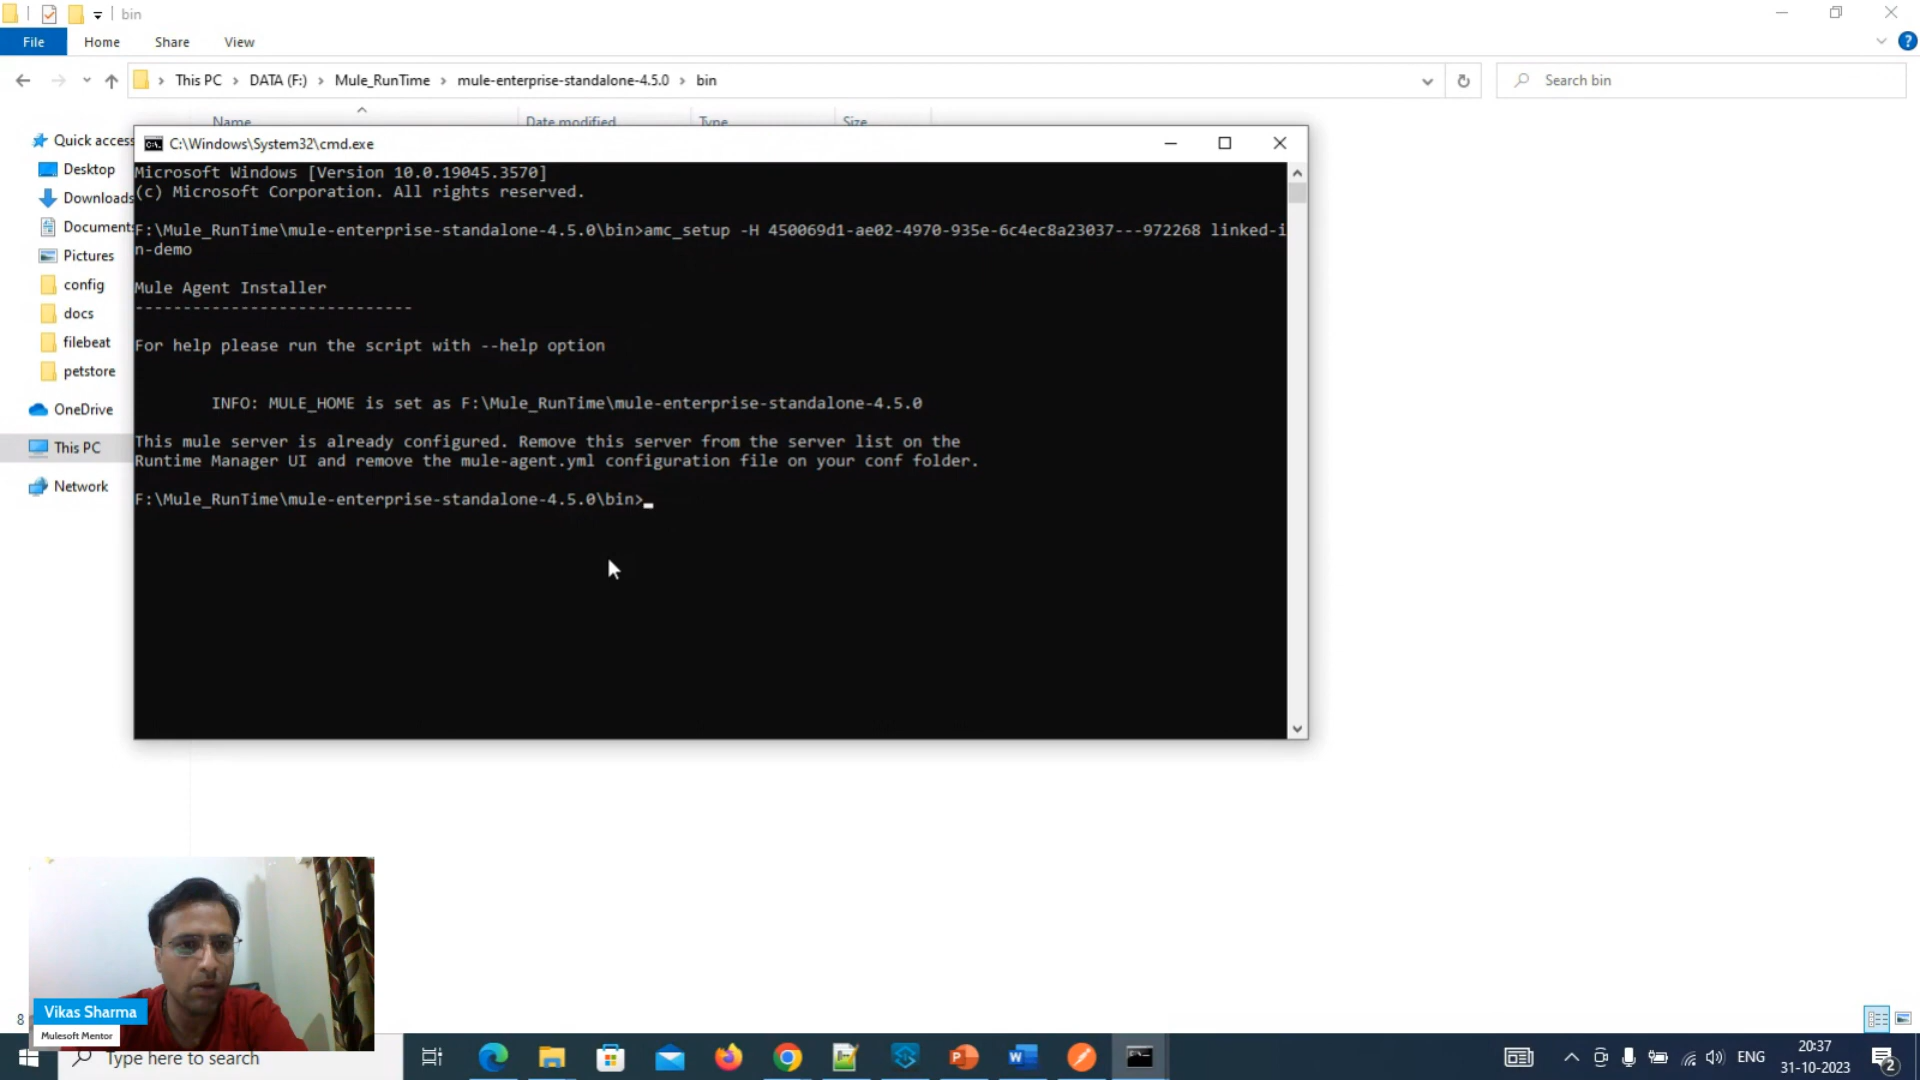 bin
File Home Share View
This PC > DATA (F:) > Mule_RunTime > mule-enterprise-standalone-4.5.0 > bin
Search bin
Name Date modified Type Size
Quick access
Desktop
Downloads
Document
Pictures
config
docs
filebeat
petstore
OneDrive
This PC
Network
C:\Windows\System32\cmd.exe
Microsoft Windows [Version 10.0.19045.3570]
(c) Microsoft Corporation. All rights reserved.
F:\Mule_RunTime\mule-enterprise-standalone-4.5.0\bin>amc_setup -H 450069d1-ae02-4970-935e-6c4ec8a23037---972268 linked-i
n-demo
Mule Agent Installer
-----------------------------
For help please run the script with --help option
INFO: MULE_HOME is set as F:\Mule_RunTime\mule-enterprise-standalone-4.5.0
This mule server is already configured. Remove this server from the server list on the
Runtime Manager UI and remove the mule-agent.yml configuration file on your conf folder.
F:\Mule_RunTime\mule-enterprise-standalone-4.5.0\bin>
8
Vikas Sharma
Mulesoft Mentor
Type here to search
ENG
20:37
31-10-2023
2